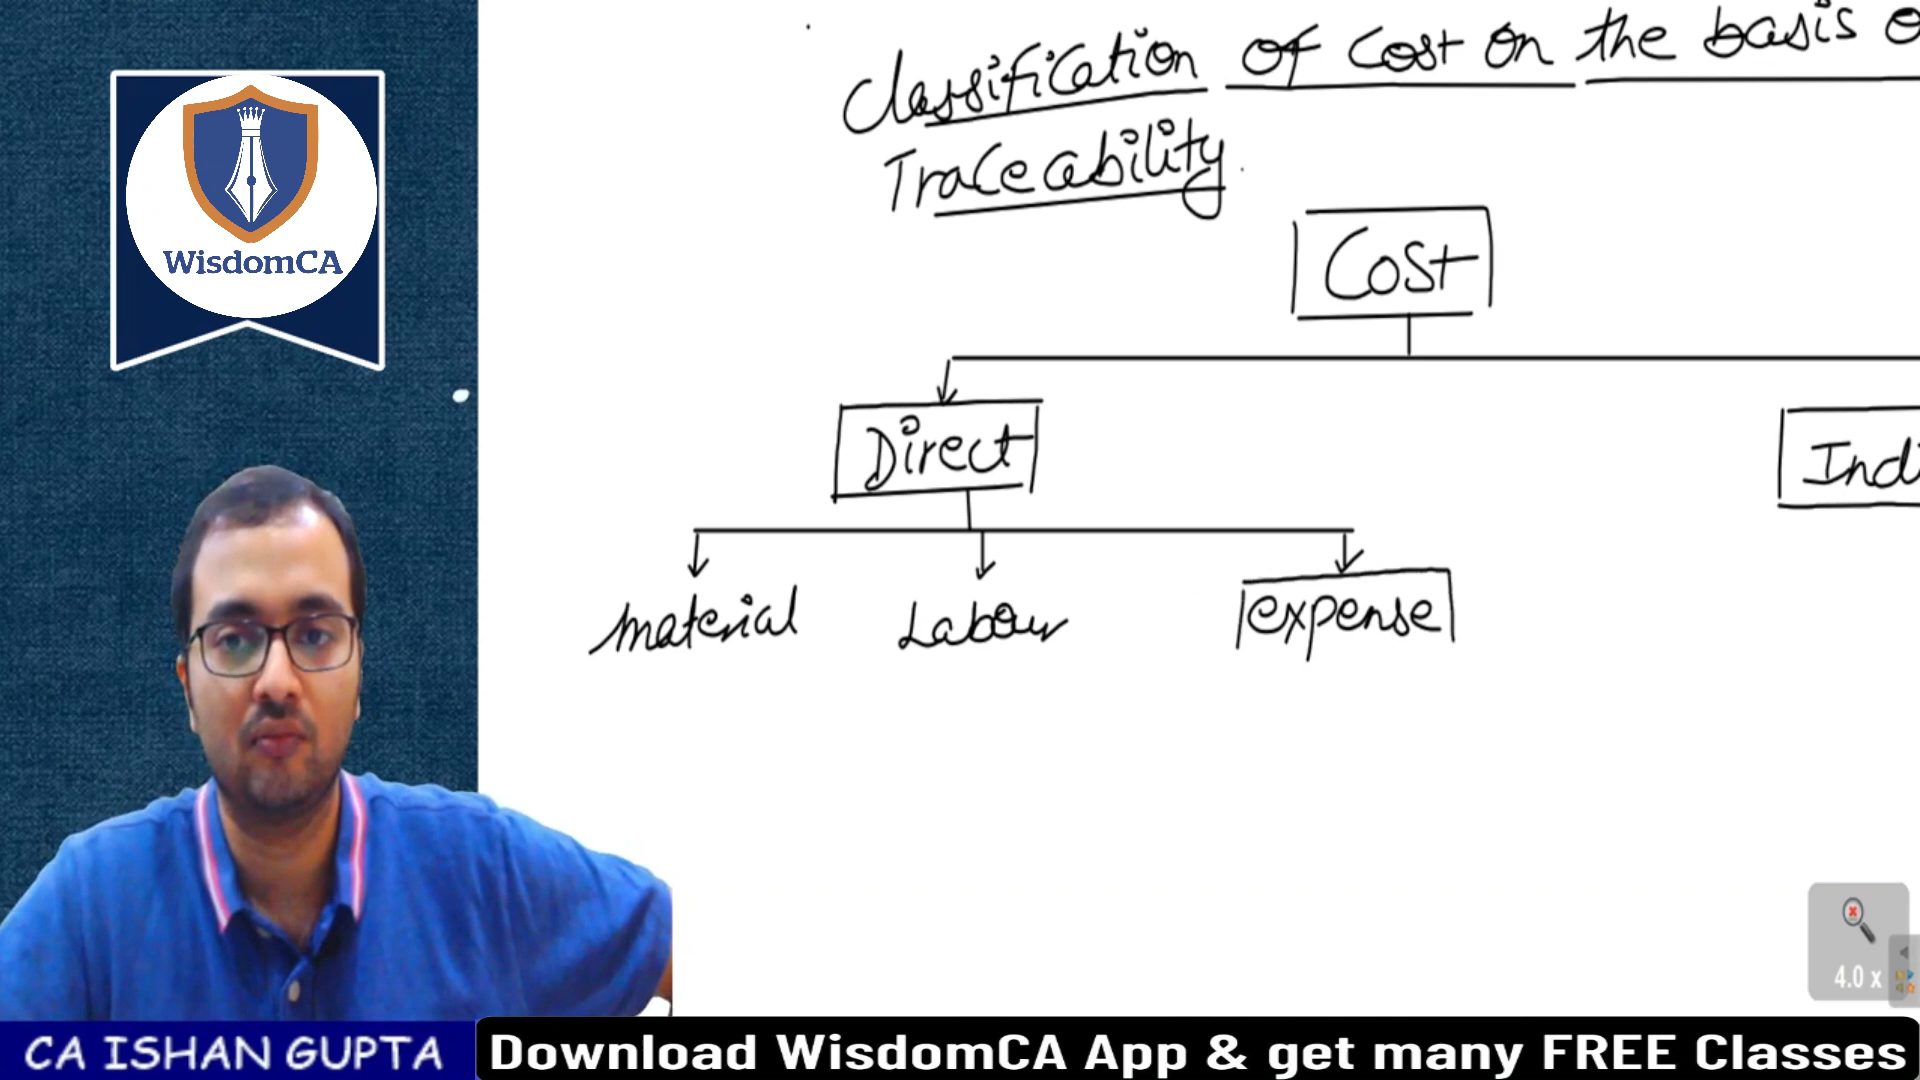 Classification of Cost on the basis o
Traceability
WisdomCA
Cost
Direct
Indi
material Labour expense
4.0 x
CA ISHAN GUPTA
Download WisdomCA App & get many FREE Classes